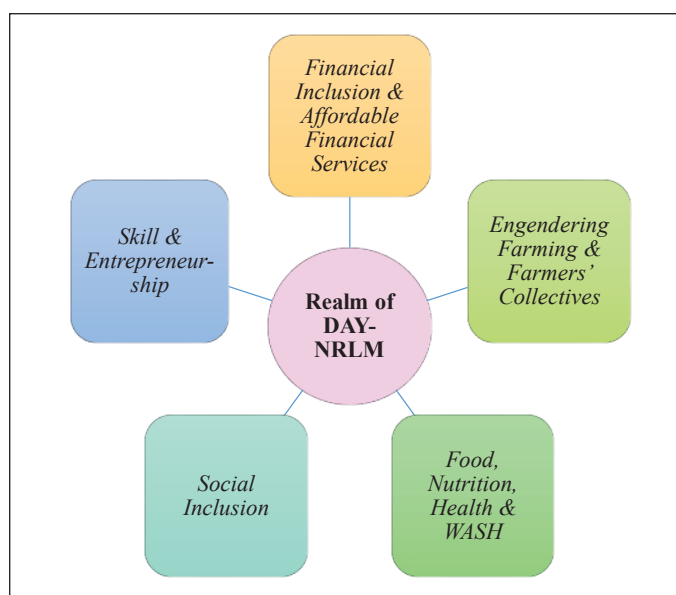 Financial
Inclusion &
Affordable
Financial
Services
Skill &
Entrepreneur-
ship
Engendering
Farming &
Farmers’
Collectives
Realm of
DAY-
NRLM
Social
Inclusion
Food,
Nutrition,
Health &
WASH